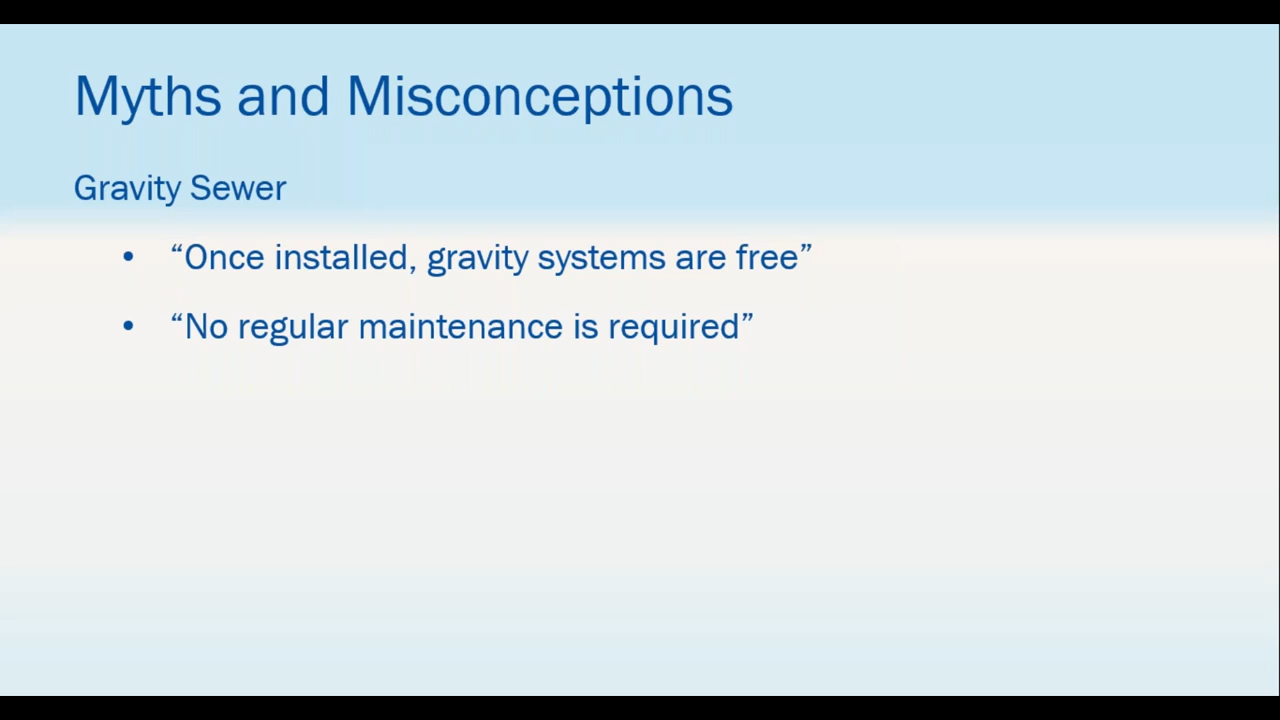 Myths and Misconceptions
Gravity Sewer
• “Once installed, gravity systems are free”
• “No regular maintenance is required”